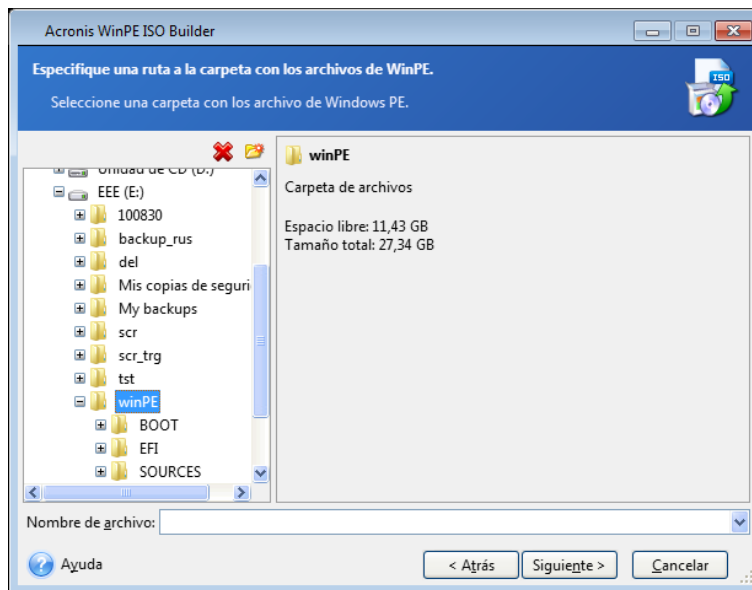 Acronis WinPE ISO Builder
Especifique una ruta a la carpeta con los archivos de WinPE.
Seleccione una carpeta con los archivo de Windows PE.
ISO
Unidad de CD (D:)
EEE (E:)
100830
backup_rus
del
Mis copias de seguri
My backups
scr
scr_trg
tst
winPE
BOOT
EFI
SOURCES
winPE
Carpeta de archivos
Espacio libre: 11,43 GB
Tamaño total: 27,34 GB
Nombre de archivo:
Ayuda
< Atrás
Siguiente >
Cancelar